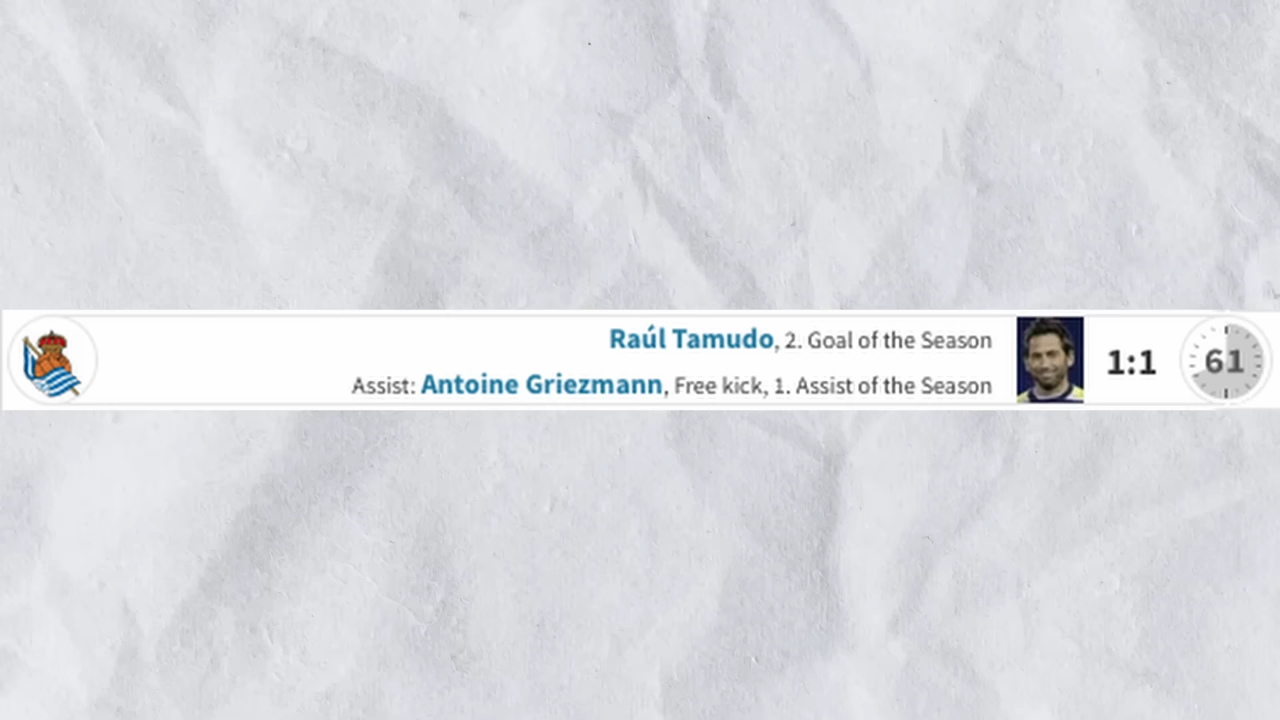 Raúl Tamudo, 2. Goal of the Season
Assist: Antoine Griezmann, Free kick, 1. Assist of the Season
1:1
61